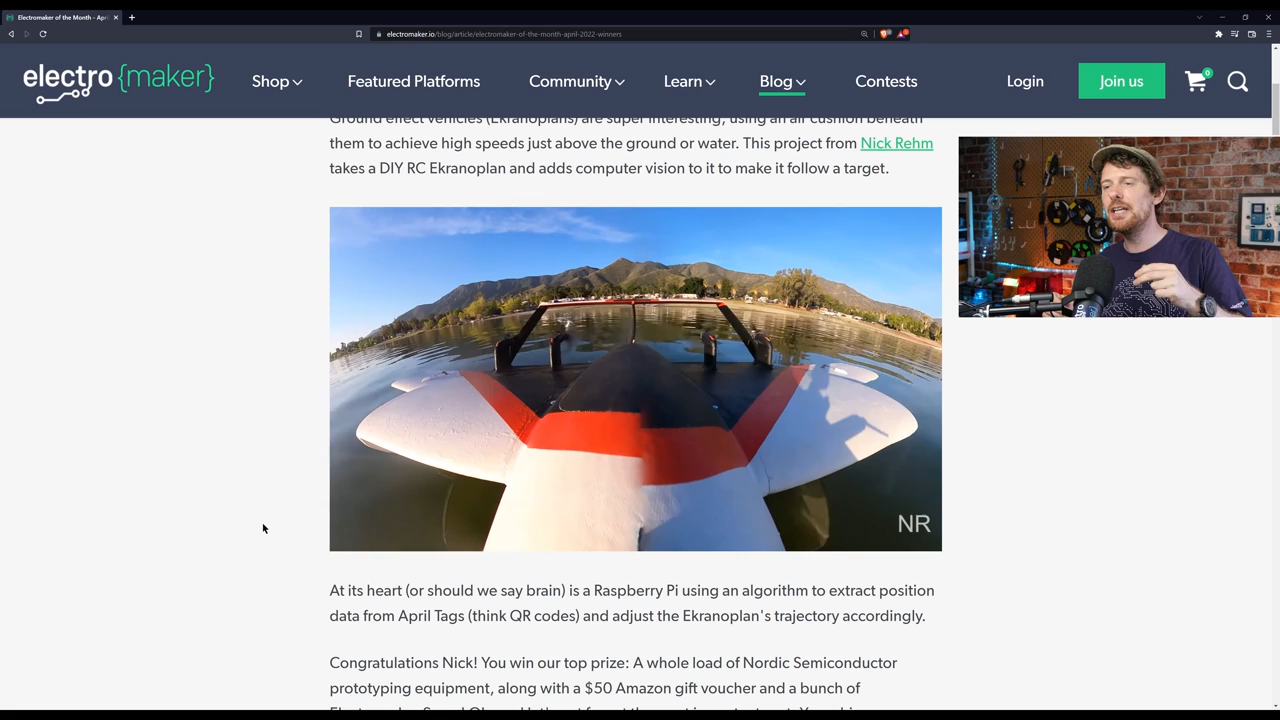 Electromaker of the Month - Apri
electromaker.io/blog/article/electromaker-of-the-month-april-2022-winners
electro{maker}
Shop
Featured Platforms
Community
Learn
Blog
Contests
Login
Join us
0
Ground effect vehicles (Ekranoplans) are super interesting, using an air cushion beneath
them to achieve high speeds just above the ground or water. This project from Nick Rehm
takes a DIY RC Ekranoplan and adds computer vision to it to make it follow a target.
NR
At its heart (or should we say brain) is a Raspberry Pi using an algorithm to extract position
data from April Tags (think QR codes) and adjust the Ekranoplan's trajectory accordingly.
Congratulations Nick! You win our top prize: A whole load of Nordic Semiconductor
prototyping equipment, along with a $50 Amazon gift voucher and a bunch of